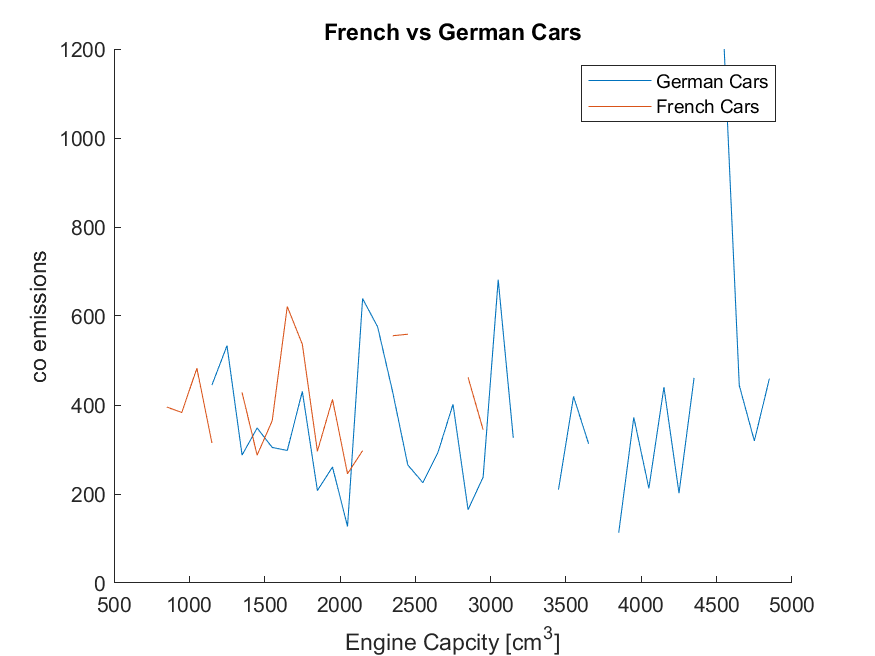 French vs German Cars
1200
1000
800
600
400
200
0
co emissions
German Cars
French Cars
500 1000 1500 2000 2500 3000 3500 4000 4500 5000
Engine Capcity [cm³]